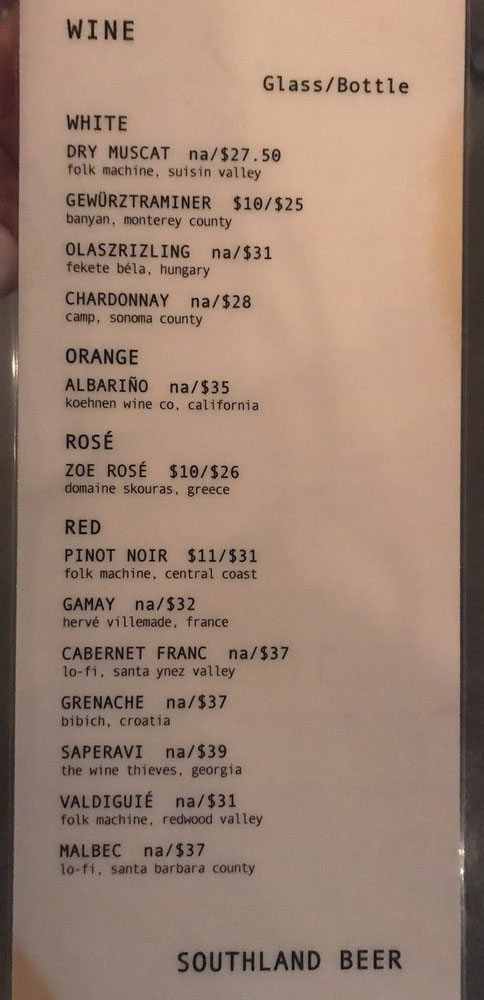 WINE
Glass/Bottle
WHITE
DRY MUSCAT na/$27.50
folk machine, suisin valley
GEWÜRZTRAMINER $10/$25
banyan, monterey county
OLASZRIZLING na/$31
fekete béla, hungary
CHARDONNAY na/$28
camp, sonoma county
ORANGE
ALBARIÑO na/$35
koehnen wine co, california
ROSÉ
ZOE ROSÉ $10/$26
domaine skouras, greece
RED
PINOT NOIR $11/$31
folk machine, central coast
GAMAY na/$32
hervé villemade, france
CABERNET FRANC na/$37
lo-fi, santa ynez valley
GRENACHE na/$37
bibich, croatia
SAPERAVI na/$39
the wine thieves, georgia
VALDIGUIÉ na/$31
folk machine, redwood valley
MALBEC na/$37
lo-fi, santa barbara county
SOUTHLAND BEER